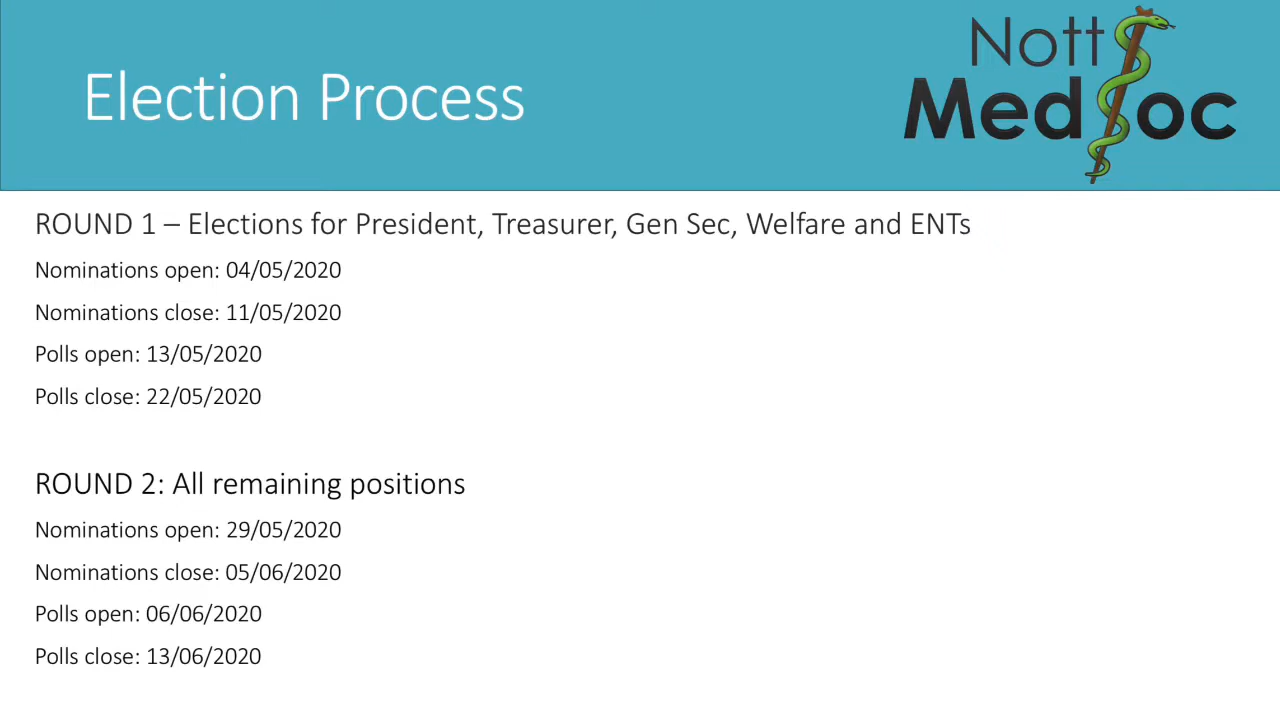 Election Process
Nott
MedSoc
ROUND 1 – Elections for President, Treasurer, Gen Sec, Welfare and ENTs
Nominations open: 04/05/2020
Nominations close: 11/05/2020
Polls open: 13/05/2020
Polls close: 22/05/2020
ROUND 2: All remaining positions
Nominations open: 29/05/2020
Nominations close: 05/06/2020
Polls open: 06/06/2020
Polls close: 13/06/2020